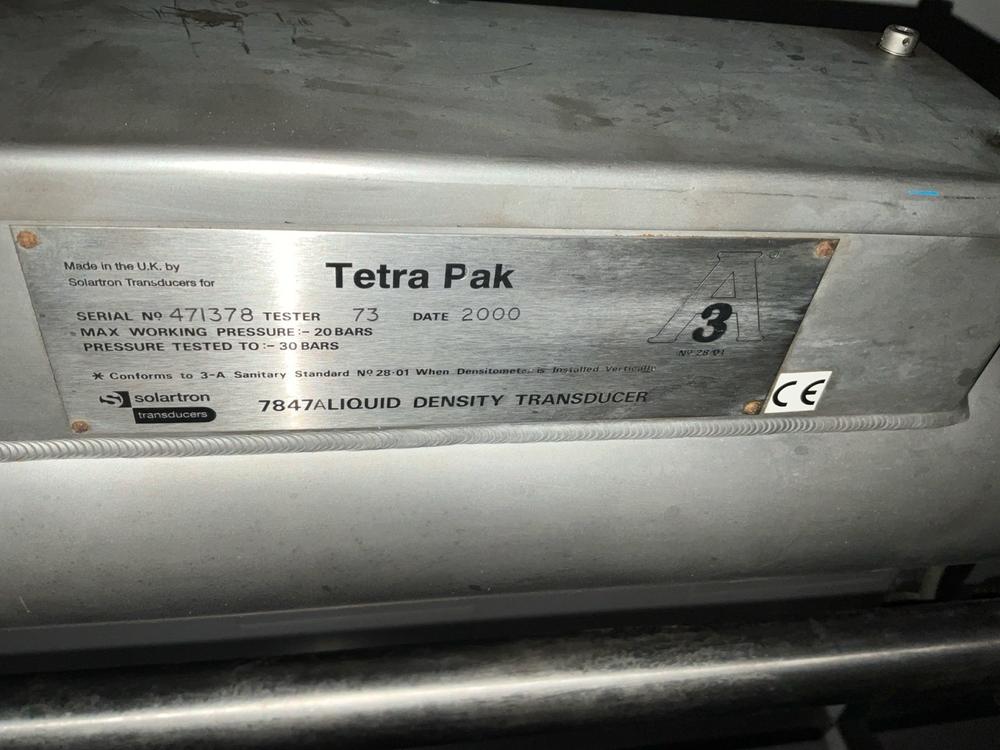 Made in the U.K. by
Solartron Transducers for
Tetra Pak
SERIAL Nº 471378 TESTER 73 DATE 2000
MAX WORKING PRESSURE:- 20 BARS
PRESSURE TESTED TO:- 30 BARS
* Conforms to 3-A Sanitary Standard Nº 28-01 When Densitometer is Installed Vertically
A
3
Nº 28-01
S solartron
transducers
7847A LIQUID DENSITY TRANSDUCER
CE